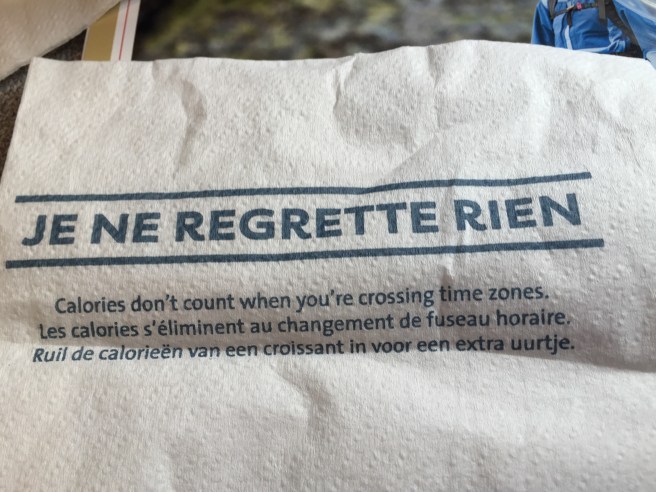 JE NE REGRETTE RIEN
Calories don't count when you're crossing time zones.
Les calories s'éliminent au changement de fuseau horaire.
Ruil de calorieën van een croissant in voor een extra uurtje.